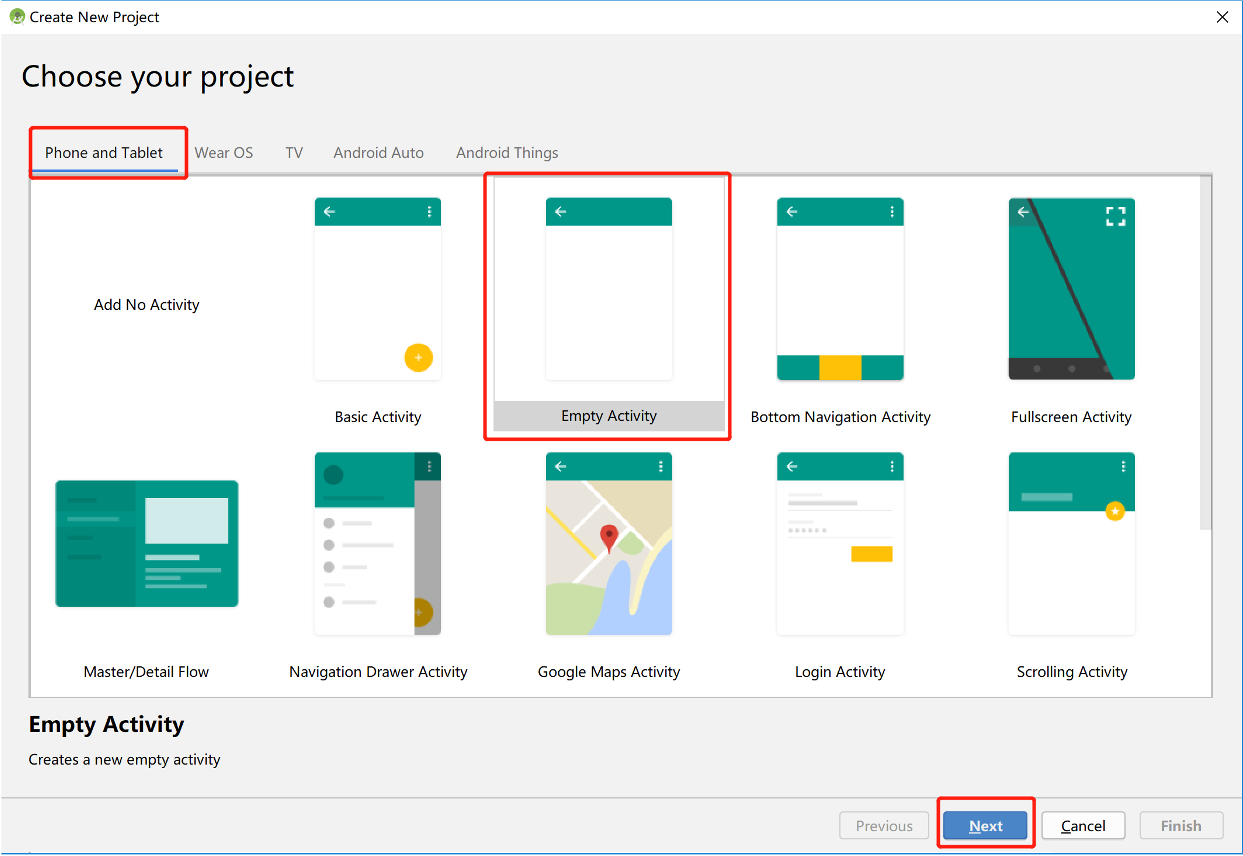 Create New Project
Choose your project
Phone and Tablet Wear OS TV Android Auto Android Things
Add No Activity
Basic Activity
Empty Activity
Bottom Navigation Activity
Fullscreen Activity
Master/Detail Flow
Navigation Drawer Activity
Google Maps Activity
Login Activity
Scrolling Activity
Empty Activity
Creates a new empty activity
Previous Next Cancel Finish